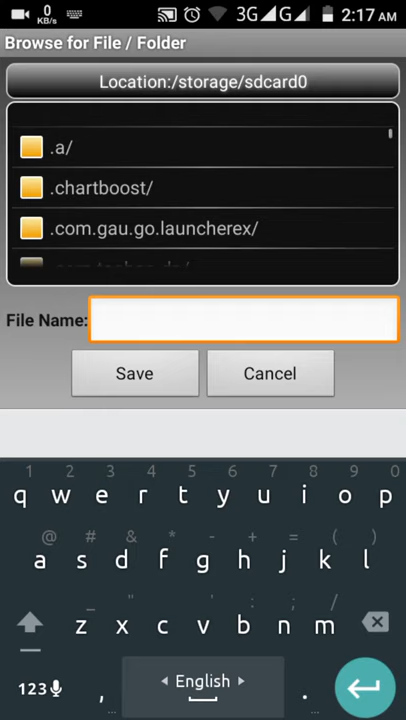 0
KB/s
3G G 2:17 AM
Browse for File / Folder
Location:/storage/sdcard0
.a/
.chartboost/
.com.gau.go.launcherex/
File Name:
Save Cancel
1 2 3 4 5 6 7 8 9 0
q w e r t y u i o p
@ # & * - + = ( )
a s d f g h j k l
_ " ' : ; /
z x c v b n m
123 , English .